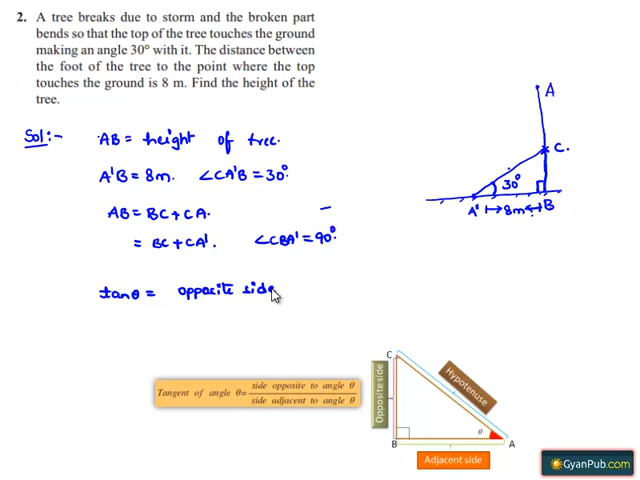 2. A tree breaks due to storm and the broken part
bends so that the top of the tree touches the ground
making an angle 30° with it. The distance between
the foot of the tree to the point where the top
touches the ground is 8 m. Find the height of the
tree.
Sol:-
AB = height of tree.
A'B = 8m. ∠CA'B = 30°
AB = BC + CA.
= BC + CA'. ∠CBA' = 90°
tanθ = opposite side
A
C.
30°
A' 8m B
Tangent of angle θ= side opposite to angle θ
side adjacent to angle θ
C
Opposite side
Hypotenuse
θ
B
A
Adjacent side
GyanPub.com